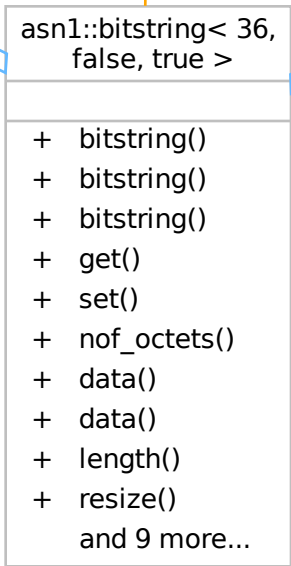 asn1::bitstring< 36,
false, true >
+ bitstring()
+ bitstring()
+ bitstring()
+ get()
+ set()
+ nof_octets()
+ data()
+ data()
+ length()
+ resize()
and 9 more...